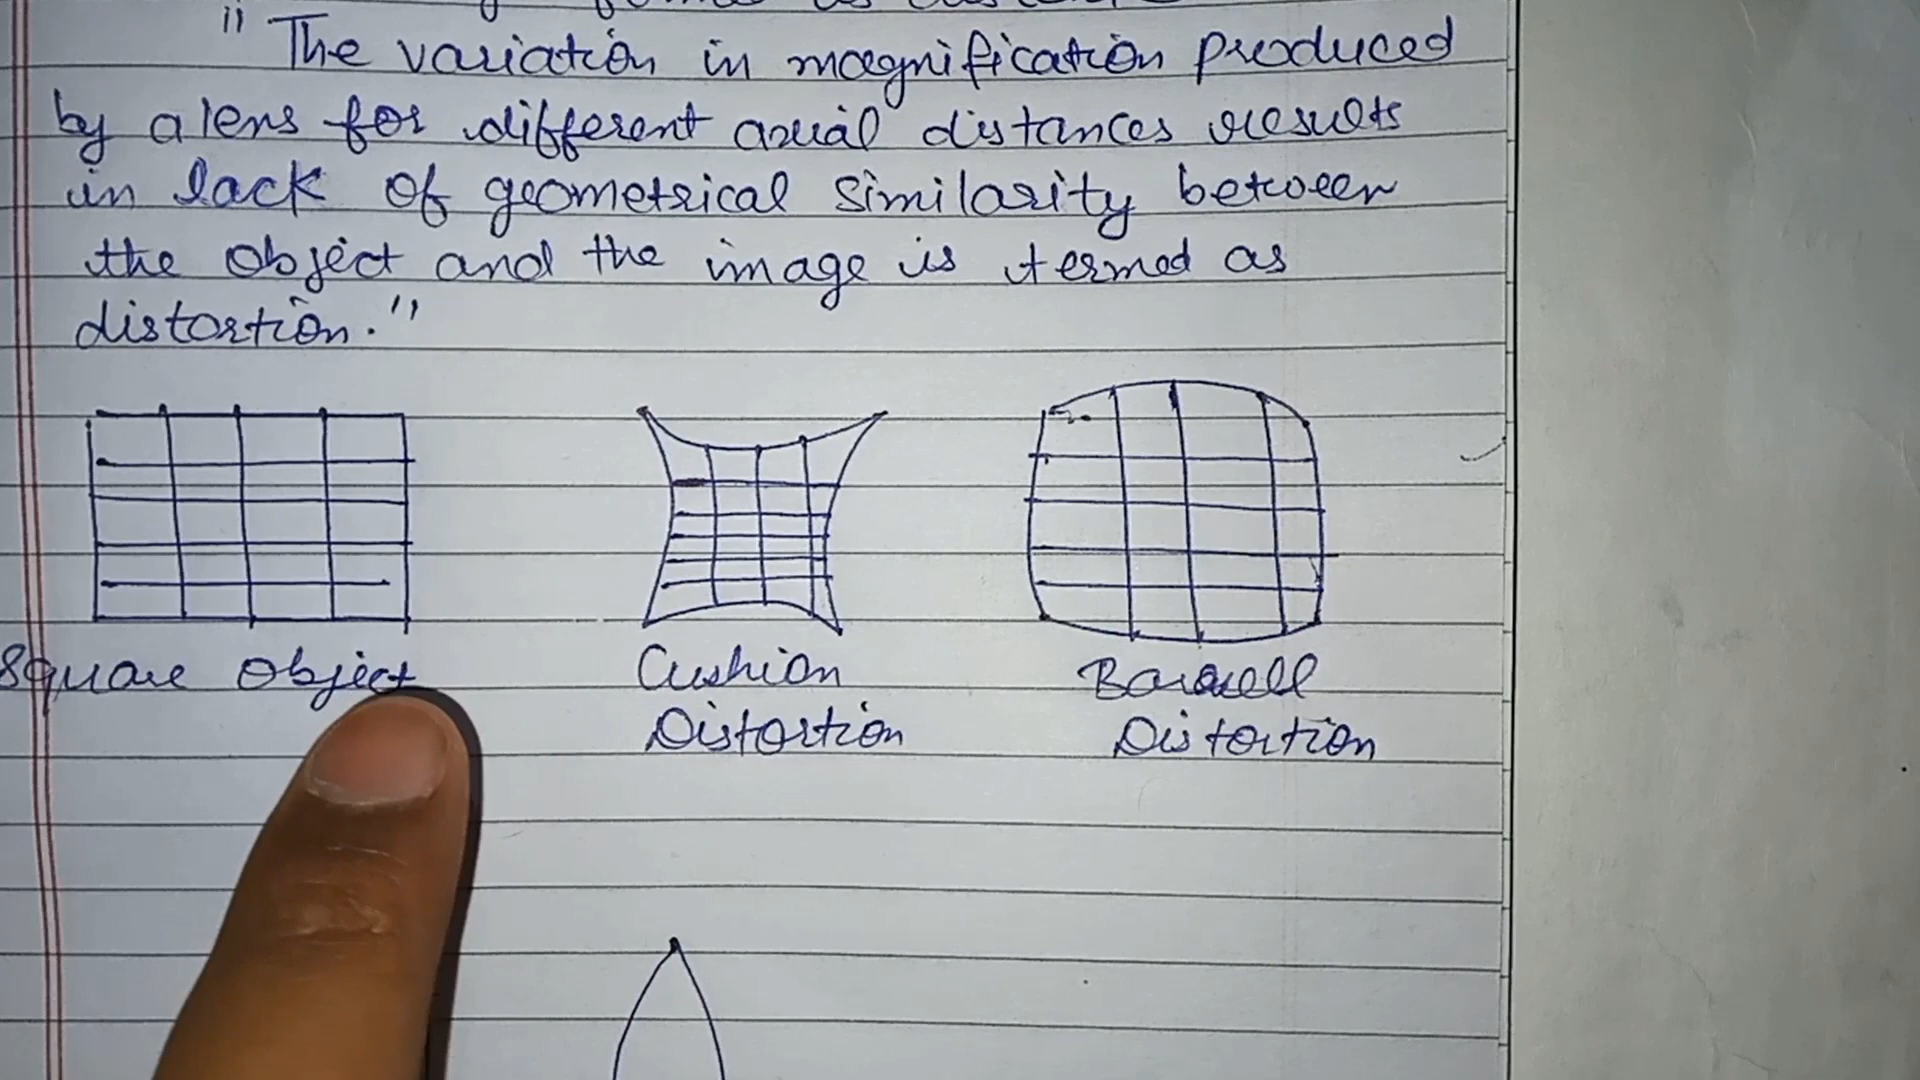 " The variation in magnification produced
by a lens for different axial distances results
in lack of geometrical similarity between
the object and the image is termed as
distortion."
Square Object
Cushion
Distortion
Bararell
Distortion